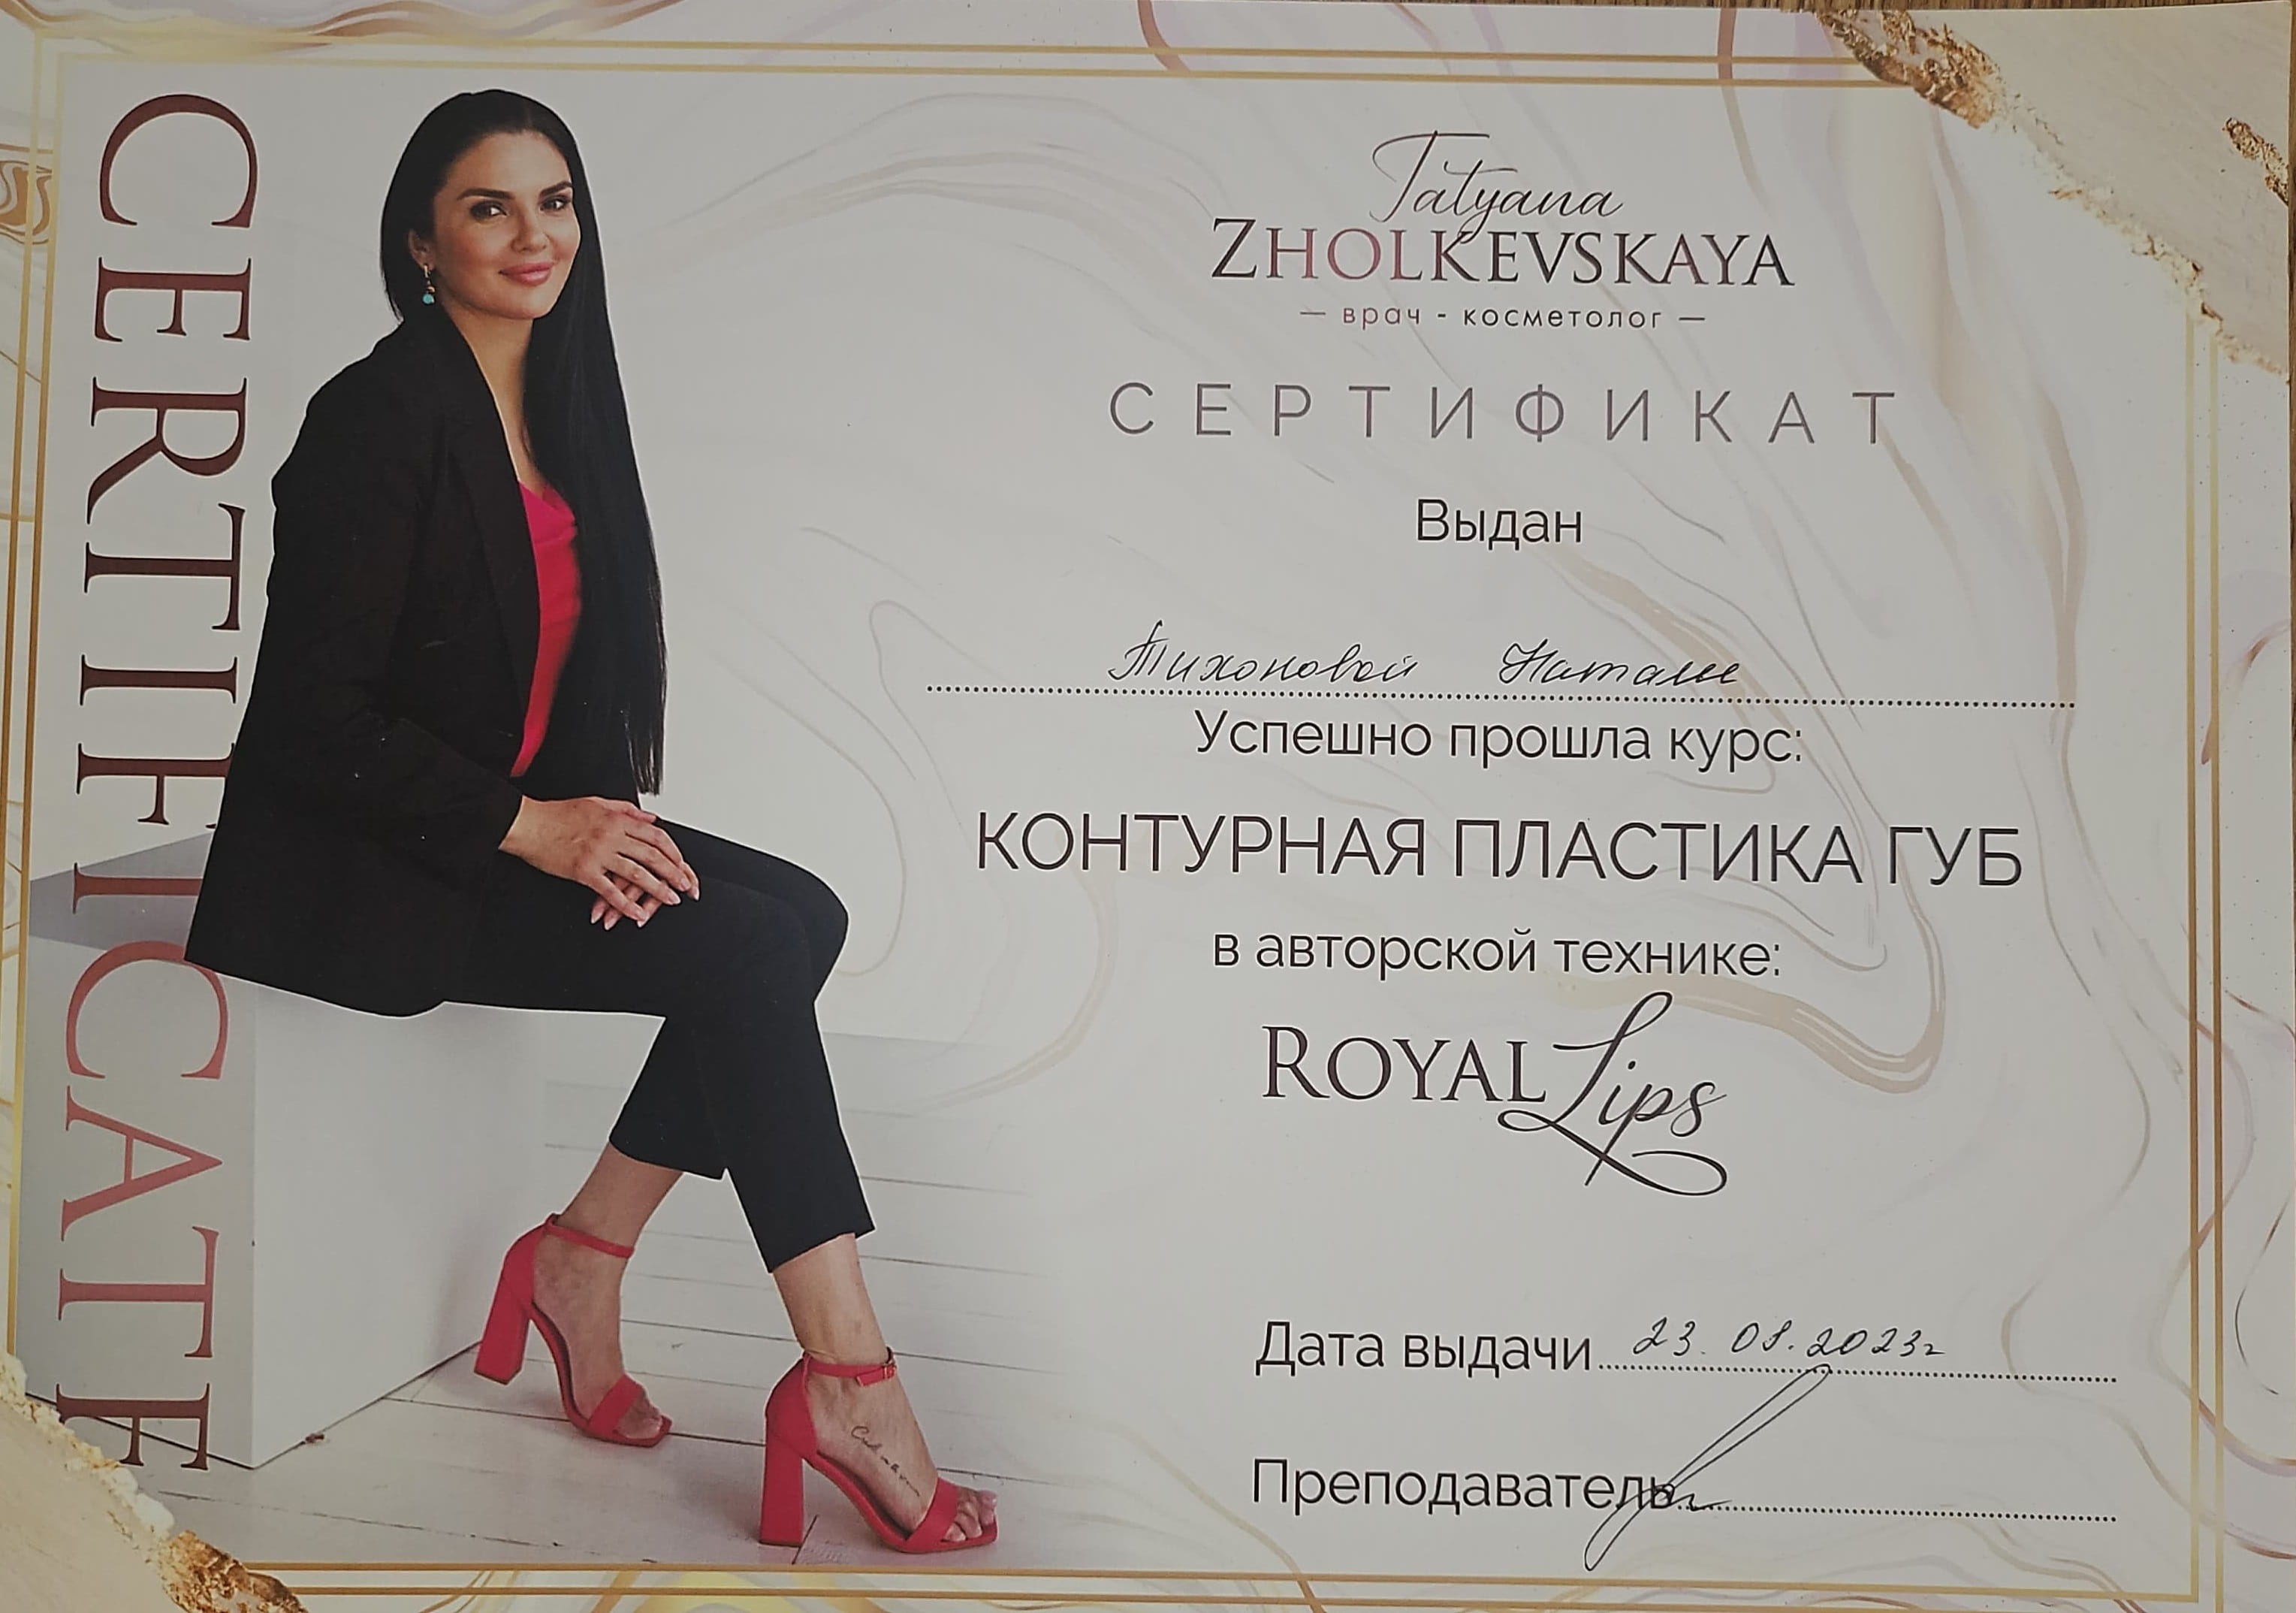 CERTIFICATE
Tatyana
ZHOLKEVSKAYA
— врач - косметолог —
СЕРТИФИКАТ
Выдан
Тихоновой Наталье
Успешно прошла курс:
КОНТУРНАЯ ПЛАСТИКА ГУБ
в авторской технике:
ROYAL Lips
Дата выдачи 23. 08. 2023г
Преподаватель